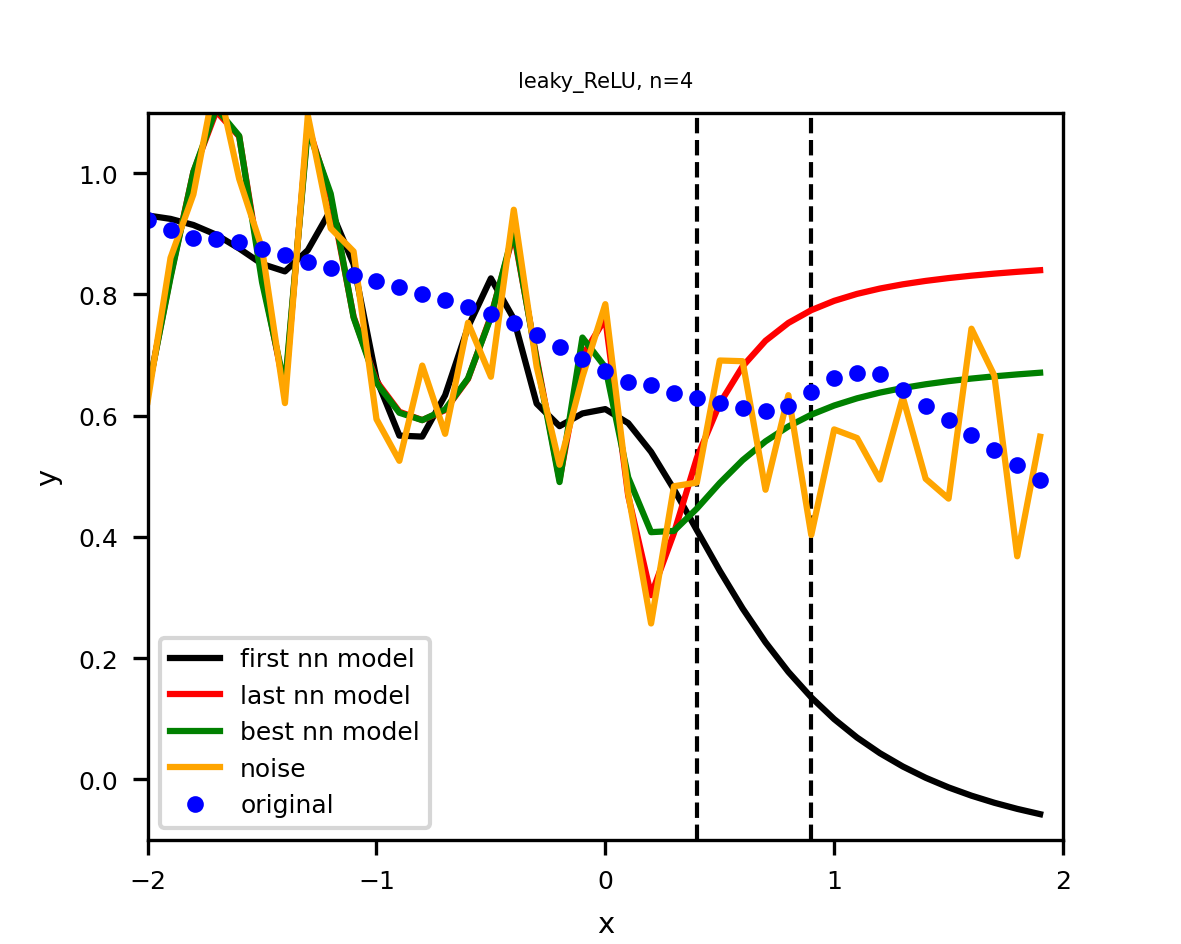 leaky_ReLU, n=4
1.0
0.8
0.6
0.4
0.2
0.0
y
first nn model
last nn model
best nn model
noise
original
−2
−1
0
1
2
x